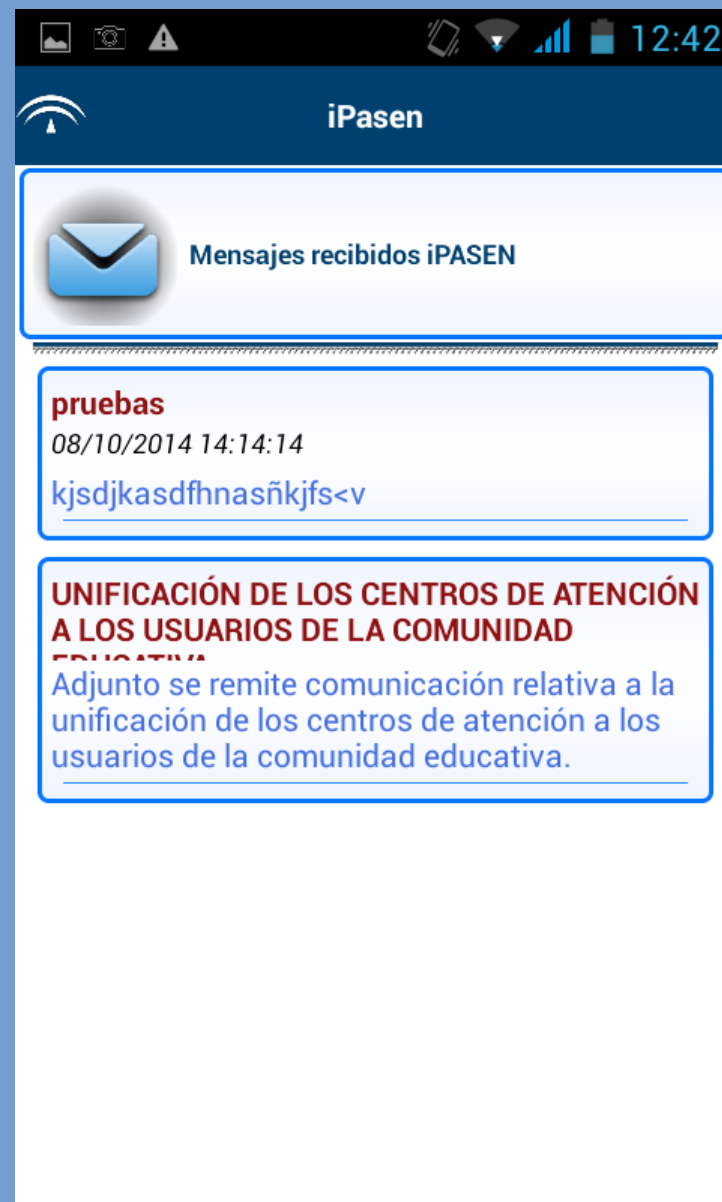 12:42
iPasen
Mensajes recibidos iPASEN
pruebas
08/10/2014 14:14:14
kjsdjkasdfhnasñkjfs<v
UNIFICACIÓN DE LOS CENTROS DE ATENCIÓN
A LOS USUARIOS DE LA COMUNIDAD
EDUCATIVA
Adjunto se remite comunicación relativa a la
unificación de los centros de atención a los
usuarios de la comunidad educativa.